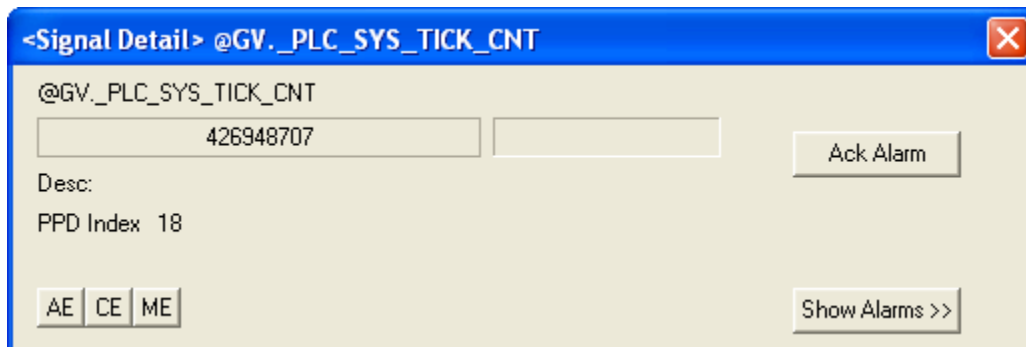 <Signal Detail> @GV._PLC_SYS_TICK_CNT
@GV._PLC_SYS_TICK_CNT
426948707
Ack Alarm
Desc:
PPD Index 18
AE CE ME
Show Alarms >>